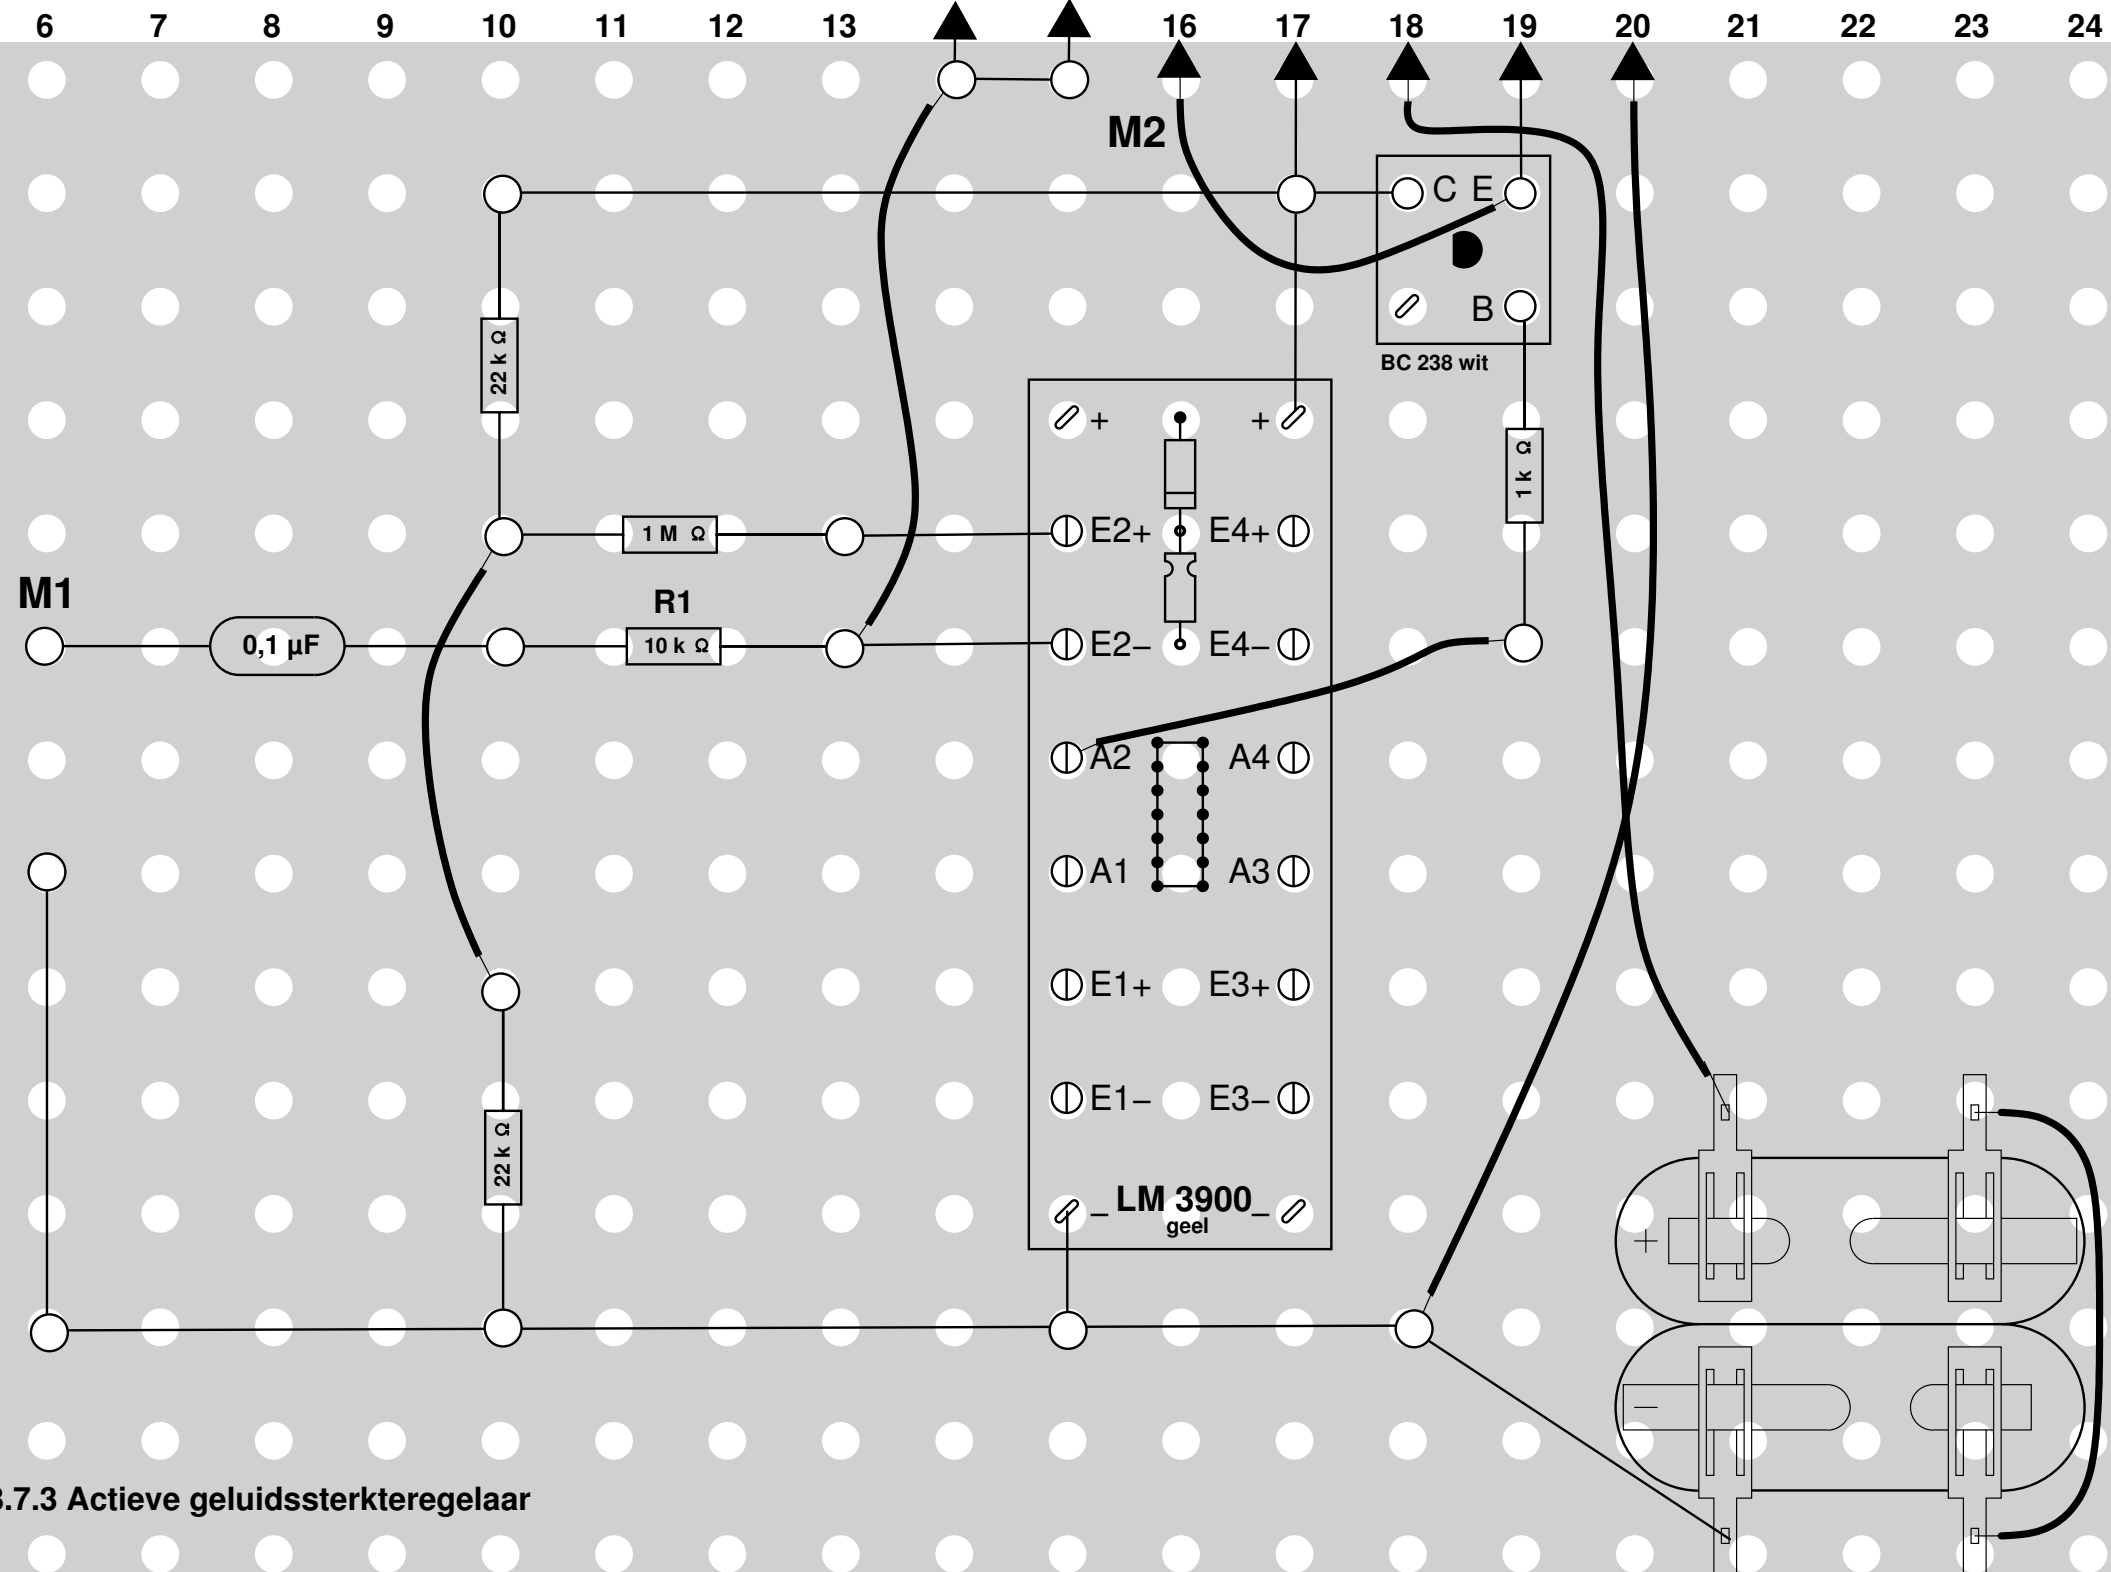 6 7 8 9 10 11 12 13 16 17 18 19 20 21 22 23 24
M2
C E
B
BC 238 wit
22 k Ω
+ +
1 k Ω
1 M Ω
E2+ E4+
M1
R1
0,1 µF
10 k Ω
E2– E4–
A2 A4
A1 A3
E1+ E3+
E1– E3–
22 k Ω
– LM 3900 –
geel
+
–
3.7.3 Actieve geluidssterkteregelaar